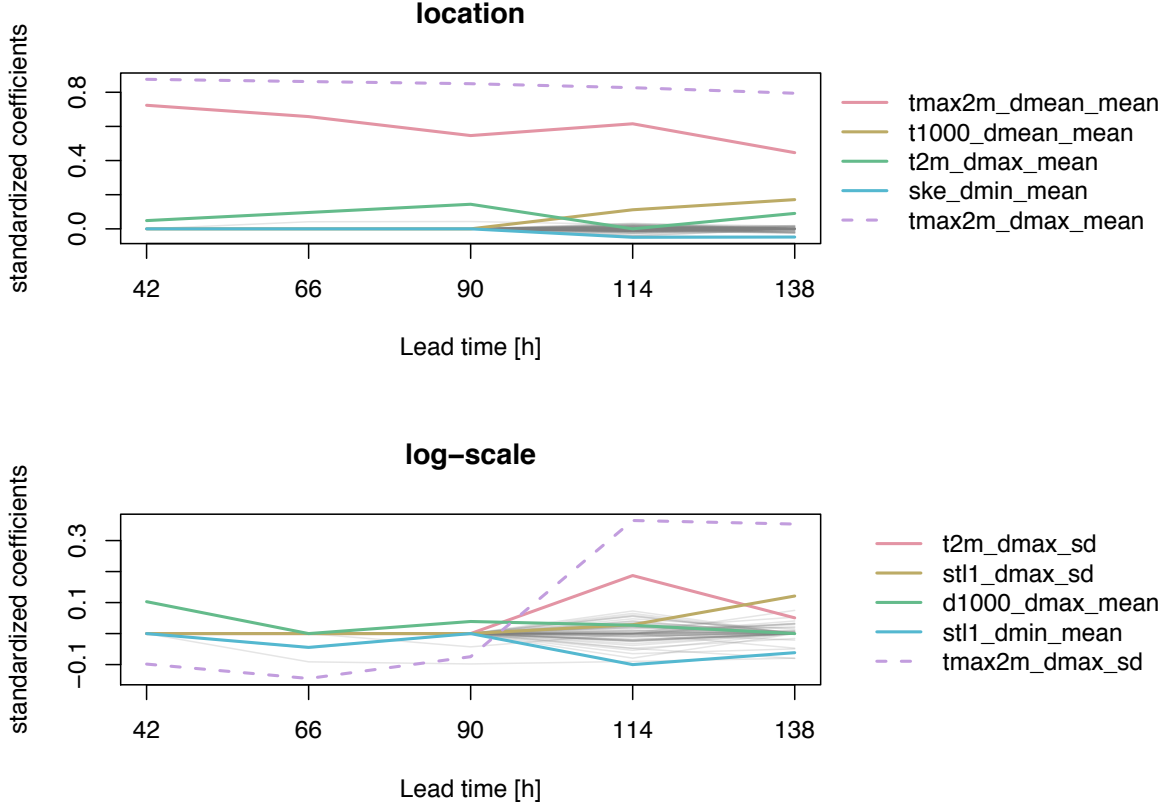 location
standardized coefficients
0.8
0.4
0.0
42 66 90 114 138
Lead time [h]
tmax2m_dmean_mean
t1000_dmean_mean
t2m_dmax_mean
ske_dmin_mean
tmax2m_dmax_mean
log−scale
standardized coefficients
0.3
0.1
−0.1
42 66 90 114 138
Lead time [h]
t2m_dmax_sd
stl1_dmax_sd
d1000_dmax_mean
stl1_dmin_mean
tmax2m_dmax_sd